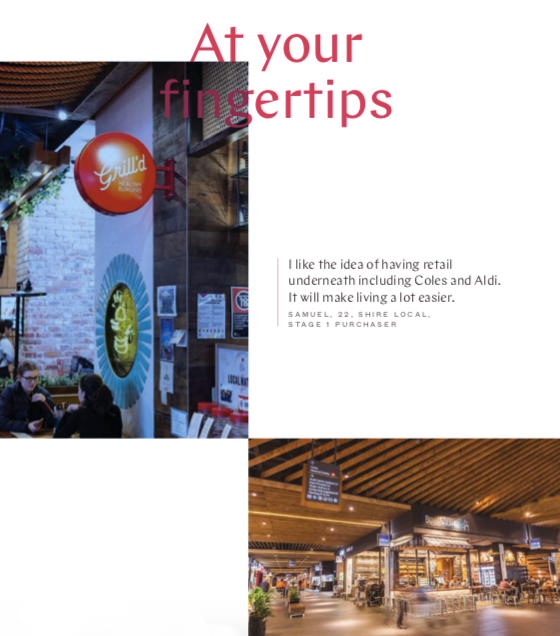 At your
fingertips
Grill'd
HEALTHY
BURGERS
I like the idea of having retail
underneath including Coles and Aldi.
It will make living a lot easier.
SAMUEL, 22, SHIRE LOCAL,
STAGE 1 PURCHASER